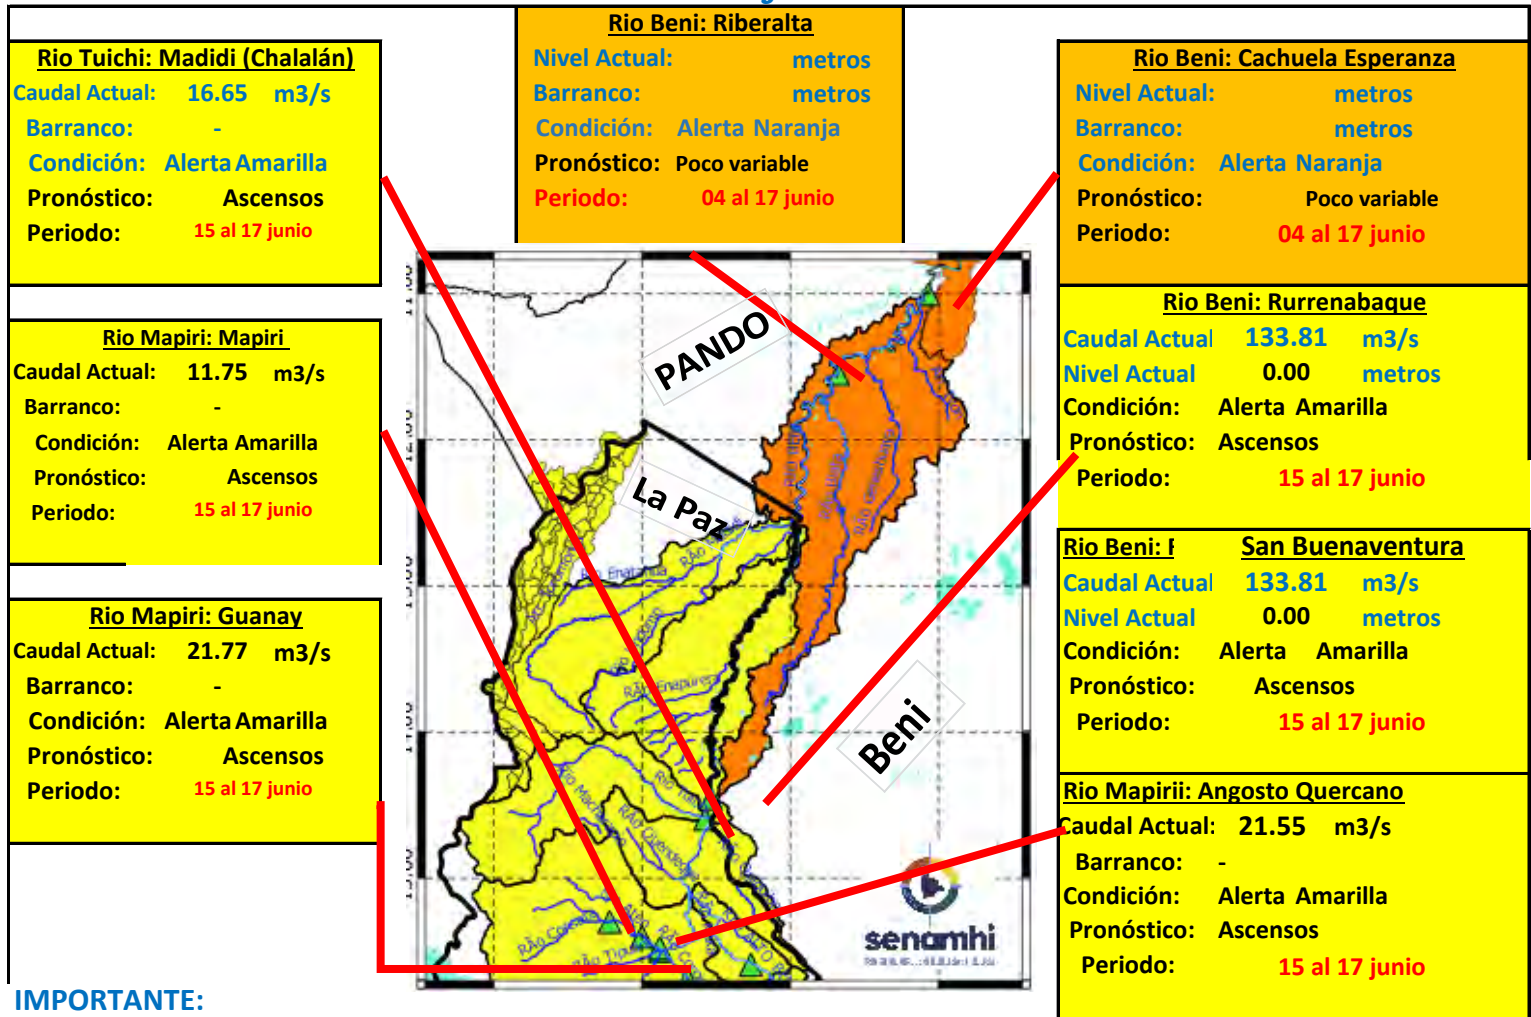 Rio Tuichi: Madidi (Chalalán)
Caudal Actual: 16.65 m3/s
Barranco: -
Condición: Alerta Amarilla
Pronóstico: Ascensos
Periodo: 15 al 17 junio
Rio Mapiri: Mapiri
Caudal Actual: 11.75 m3/s
Barranco: -
Condición: Alerta Amarilla
Pronóstico: Ascensos
Periodo: 15 al 17 junio
Rio Mapiri: Guanay
Caudal Actual: 21.77 m3/s
Barranco: -
Condición: Alerta Amarilla
Pronóstico: Ascensos
Periodo: 15 al 17 junio
Rio Beni: Riberalta
Nivel Actual: metros
Barranco: metros
Condición: Alerta Naranja
Pronóstico: Poco variable
Periodo: 04 al 17 junio
PANDO
La Paz
Beni
RÃo Enapurera
senamhi
Rio Beni: Cachuela Esperanza
Nivel Actual: metros
Barranco: metros
Condición: Alerta Naranja
Pronóstico: Poco variable
Periodo: 04 al 17 junio
Rio Beni: Rurrenabaque
Caudal Actual 133.81 m3/s
Nivel Actual 0.00 metros
Condición: Alerta Amarilla
Pronóstico: Ascensos
Periodo: 15 al 17 junio
Rio Beni: San Buenaventura
Caudal Actual 133.81 m3/s
Nivel Actual 0.00 metros
Condición: Alerta Amarilla
Pronóstico: Ascensos
Periodo: 15 al 17 junio
Rio Mapirii: Angosto Quercano
Caudal Actual: 21.55 m3/s
Barranco: -
Condición: Alerta Amarilla
Pronóstico: Ascensos
Periodo: 15 al 17 junio
IMPORTANTE: